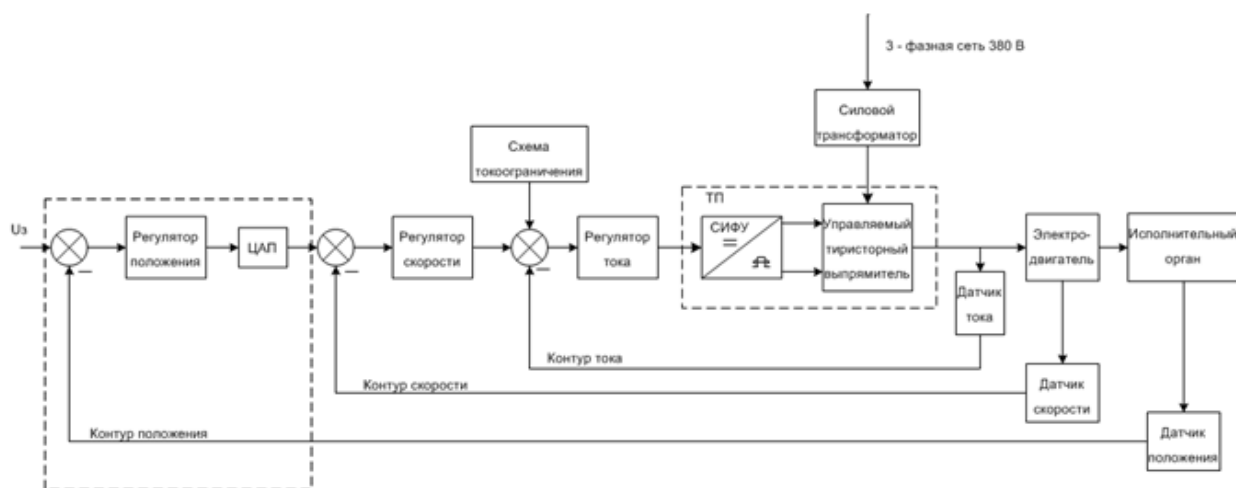 3 - фазная сеть 380 В
Силовой
трансформатор
Схема
токоограничения
ТП
Uз
Регулятор
положения
ЦАП
Регулятор
скорости
Регулятор
тока
СИФУ
Управляемый
тиристорный
выпрямитель
Электро-
двигатель
Исполнительный
орган
Датчик
тока
Контур тока
Контур скорости
Датчик
скорости
Контур положения
Датчик
положения